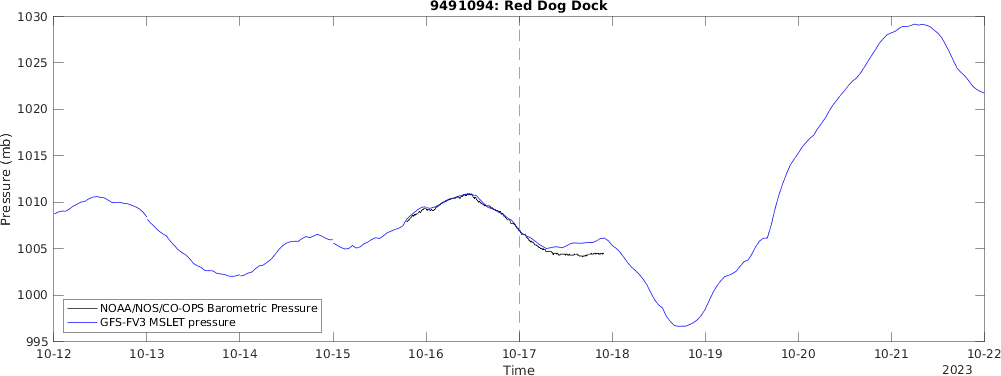 9491094: Red Dog Dock
1030
1025
1020
1015
1010
1005
1000
995
Pressure (mb)
NOAA/NOS/CO-OPS Barometric Pressure
GFS-FV3 MSLET pressure
10-12 10-13 10-14 10-15 10-16 10-17 10-18 10-19 10-20 10-21 10-22
Time
2023